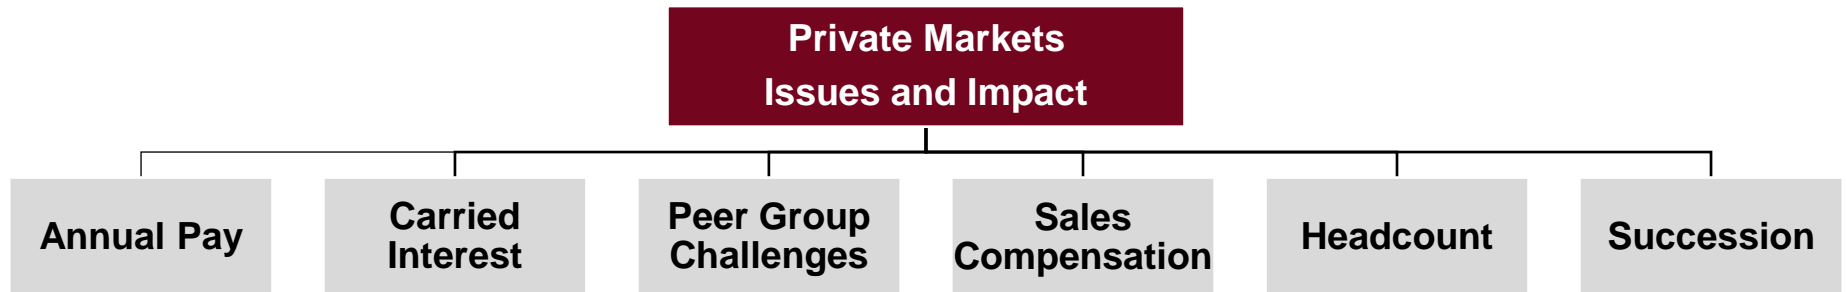 Private Markets
Issues and Impact
Annual Pay
Carried
Interest
Peer Group
Challenges
Sales
Compensation
Headcount
Succession